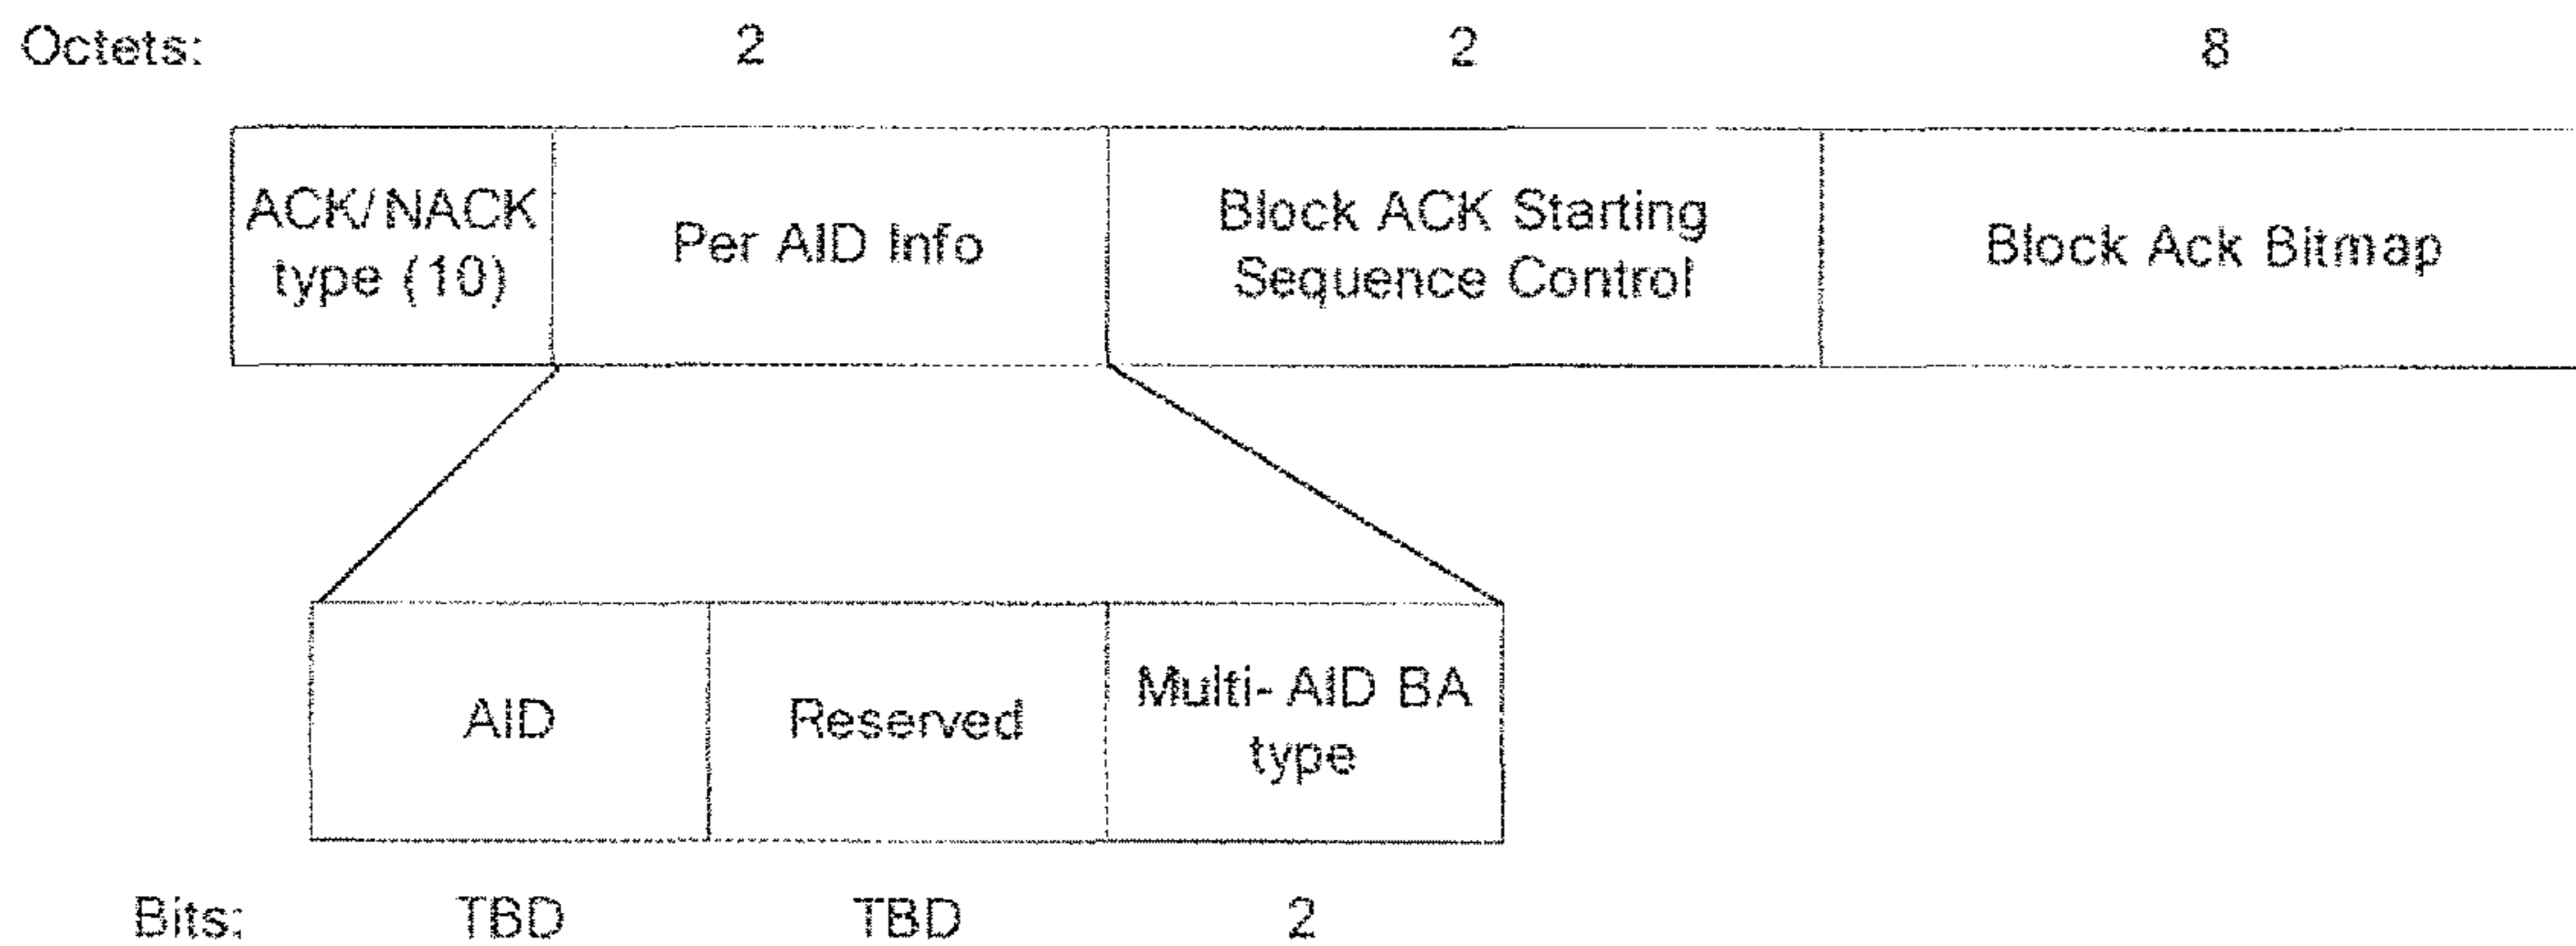 Octets: 2 2 8
ACK/NACK
type (10)
Per AID Info
Block ACK Starting
Sequence Control
Block Ack Bitmap
AID
Reserved
Multi- AID BA
type
Bits: TBD TBD 2